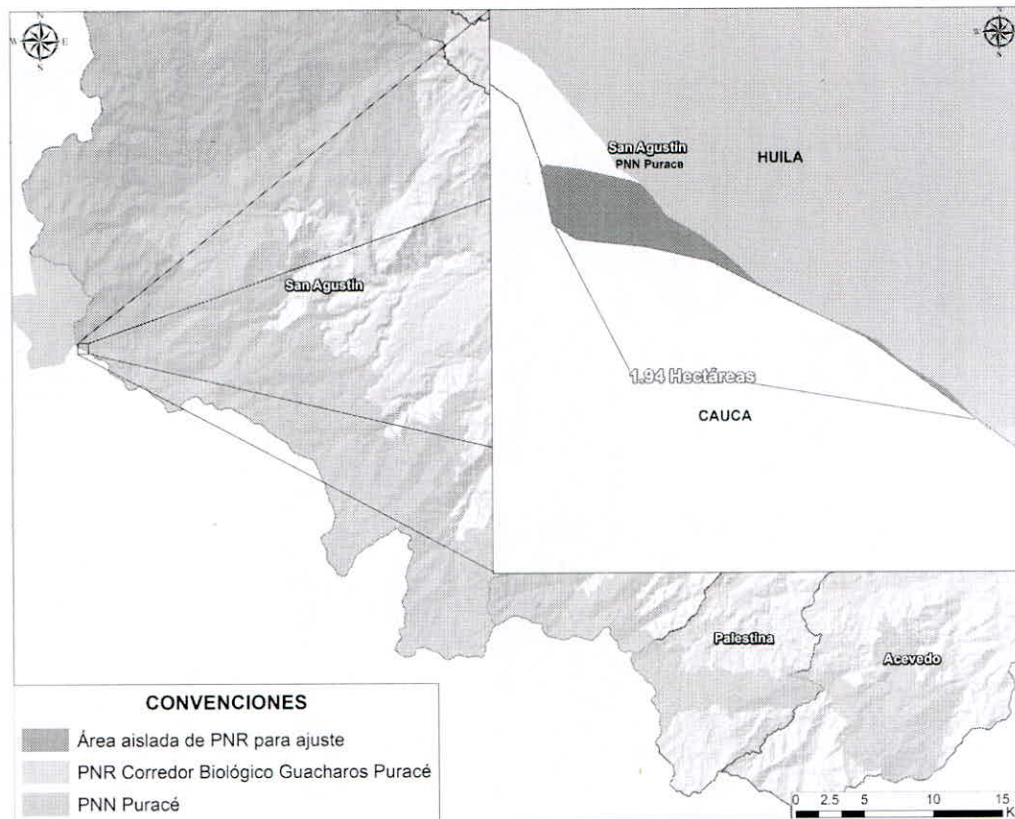 N
W E
S
N
W E
S
San Agustín
PNN Purace
HUILA
San Agustín
1.94 Hectáreas
CAUCA
Palestina
Acevedo
CONVENCIONES
Área aislada de PNR para ajuste
PNR Corredor Biológico Guacharos Puracé
PNN Puracé
0 2.5 5 10 15
K